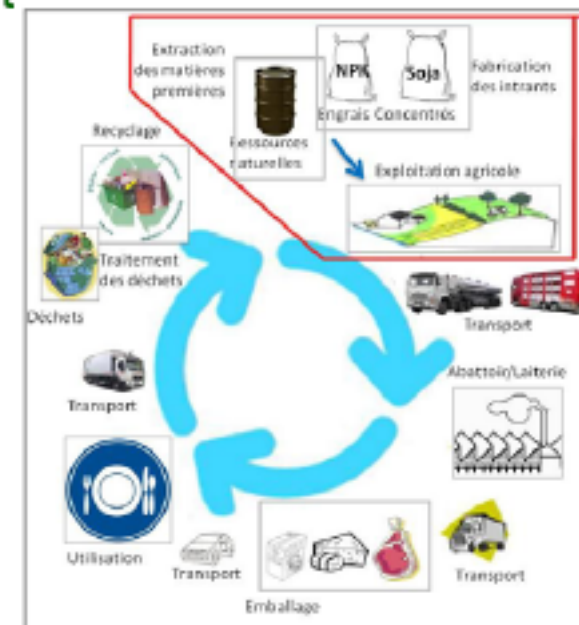 Extraction
des matières
premières
NPK
Soja
Fabrication
des intrants
Engrais Concentrés
Ressources
naturelles
Exploitation agricole
Recyclage
Traitement
des déchets
Déchets
Transport
Abattoir/Laiterie
Transport
Utilisation
Transport
Emballage
Transport